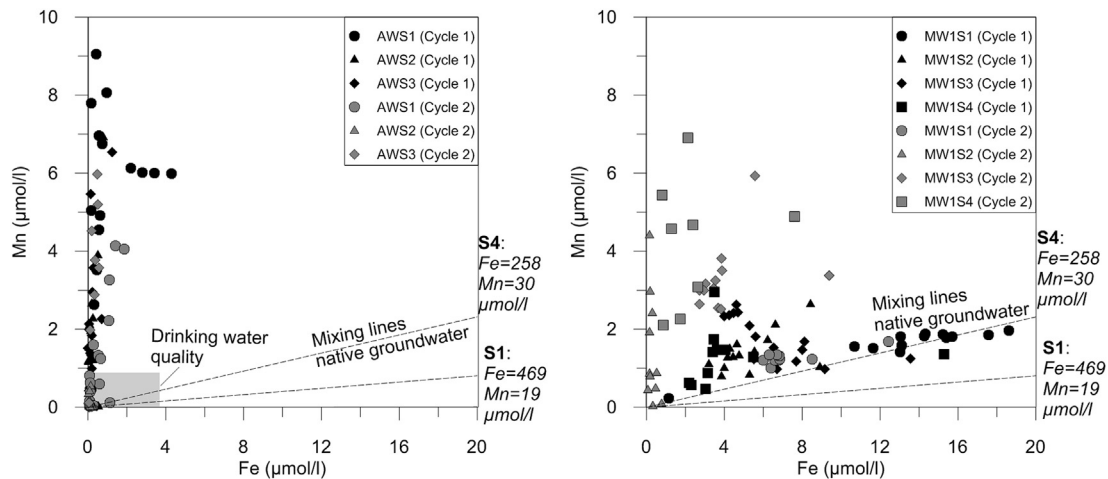 10
8
6
4
2
0
Mn (µmol/l)
0
4
8
12
16
20
Fe (µmol/l)
AWS1 (Cycle 1)
AWS2 (Cycle 1)
AWS3 (Cycle 1)
AWS1 (Cycle 2)
AWS2 (Cycle 2)
AWS3 (Cycle 2)
Drinking water
quality
Mixing lines
native groundwater
S4:
Fe=258
Mn=30
µmol/l
S1:
Fe=469
Mn=19
µmol/l
10
8
6
4
2
0
Mn (µmol/l)
0
4
8
12
16
20
Fe (µmol/l)
MW1S1 (Cycle 1)
MW1S2 (Cycle 1)
MW1S3 (Cycle 1)
MW1S4 (Cycle 1)
MW1S1 (Cycle 2)
MW1S2 (Cycle 2)
MW1S3 (Cycle 2)
MW1S4 (Cycle 2)
Mixing lines
native groundwater
S4:
Fe=258
Mn=30
µmol/l
S1:
Fe=469
Mn=19
µmol/l